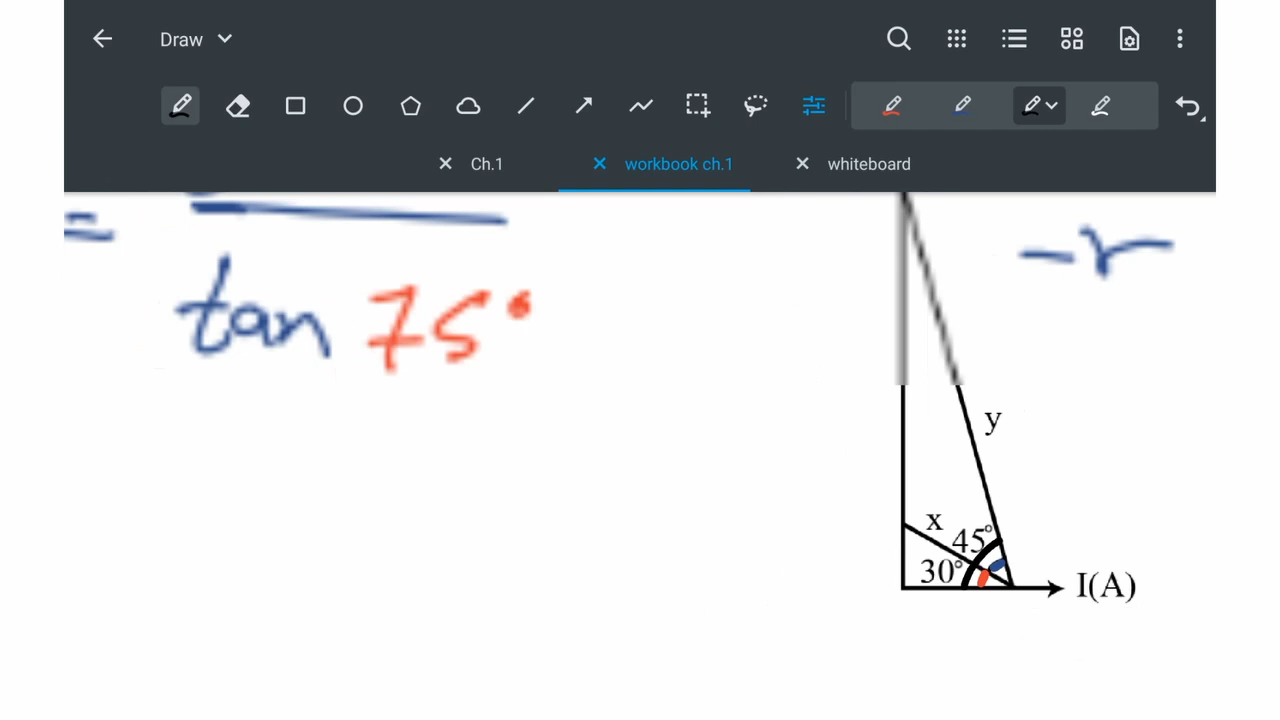 Draw
Ch.1
workbook ch.1
whiteboard
=
tan 75°
-r
y
x
45°
30°
I(A)